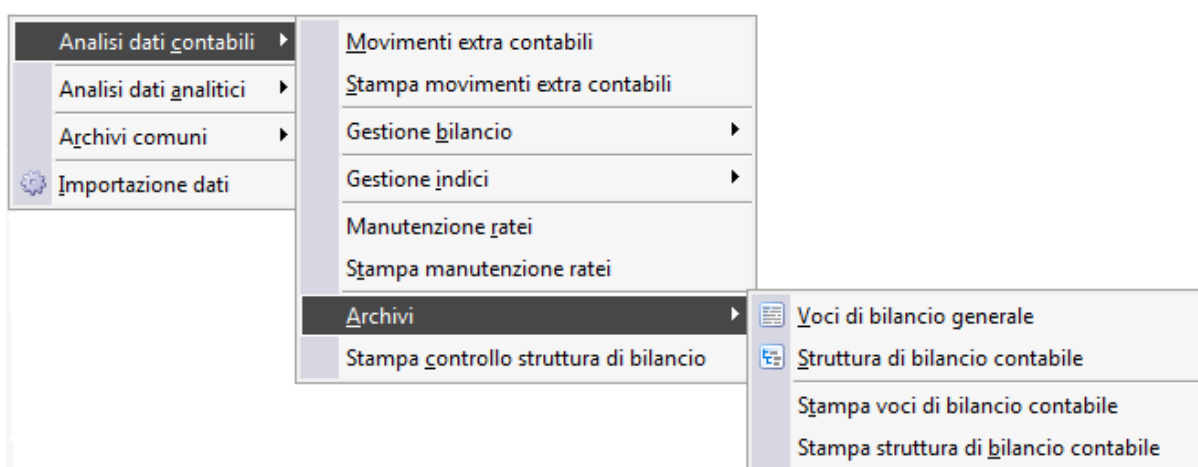 Analisi dati contabili
Analisi dati analitici
Archivi comuni
Importazione dati
Movimenti extra contabili
Stampa movimenti extra contabili
Gestione bilancio
Gestione indici
Manutenzione ratei
Stampa manutenzione ratei
Archivi
Stampa controllo struttura di bilancio
Voci di bilancio generale
Struttura di bilancio contabile
Stampa voci di bilancio contabile
Stampa struttura di bilancio contabile